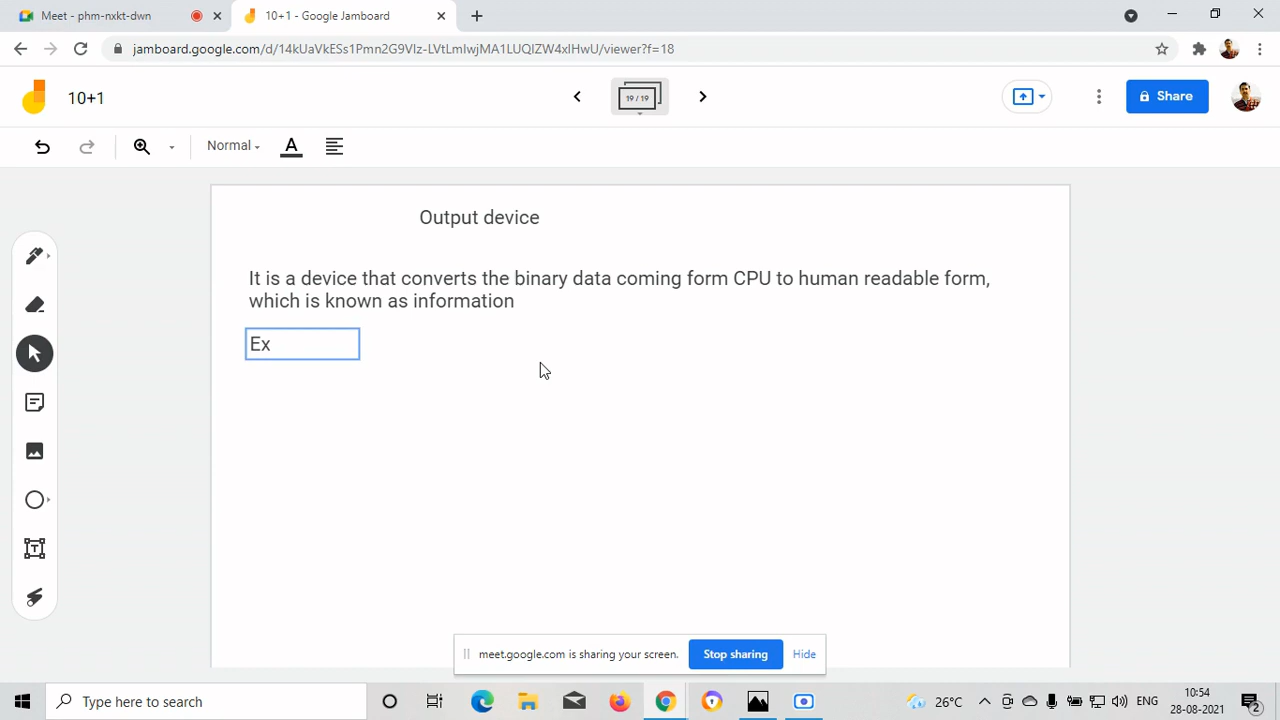 Meet - phm-nxkt-dwn
10+1 - Google Jamboard
jamboard.google.com/d/14kUaVkESs1Pmn2G9VIz-LVtLmIwjMA1LUQIZW4xlHwU/viewer?f=18
10+1
19 / 19
Share
Normal
A
Output device
It is a device that converts the binary data coming form CPU to human readable form,
which is known as information
Ex
meet.google.com is sharing your screen.
Stop sharing
Hide
Type here to search
26°C
ENG
10:54
28-08-2021
2